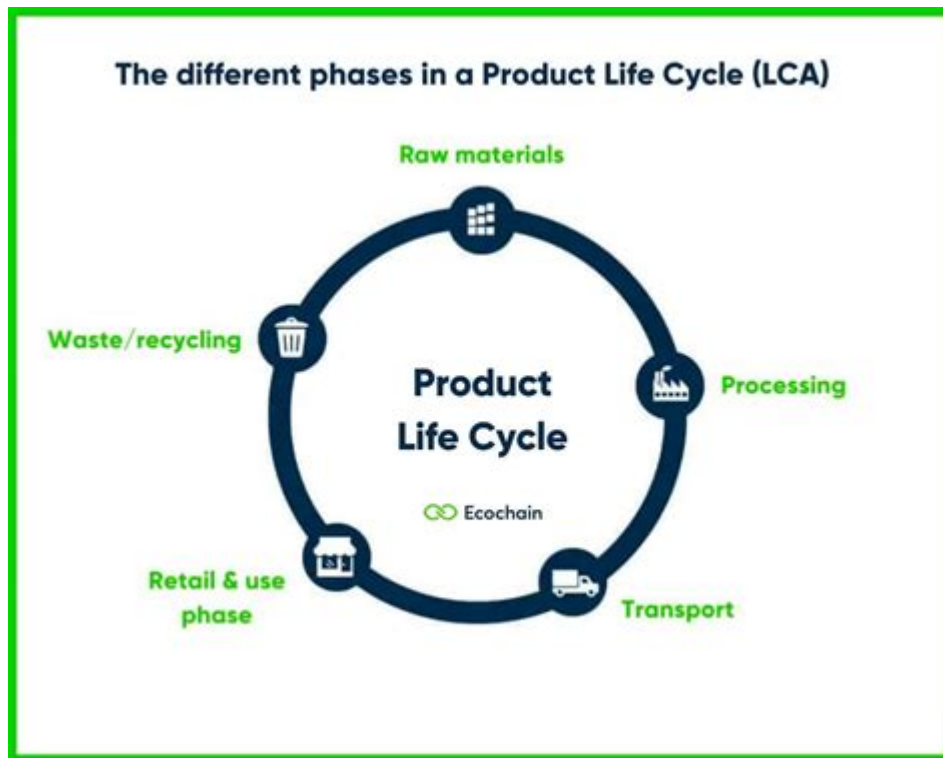 The different phases in a Product Life Cycle (LCA)
Raw materials
Waste/recycling
Processing
Product
Life Cycle
Ecochain
Retail & use
phase
Transport